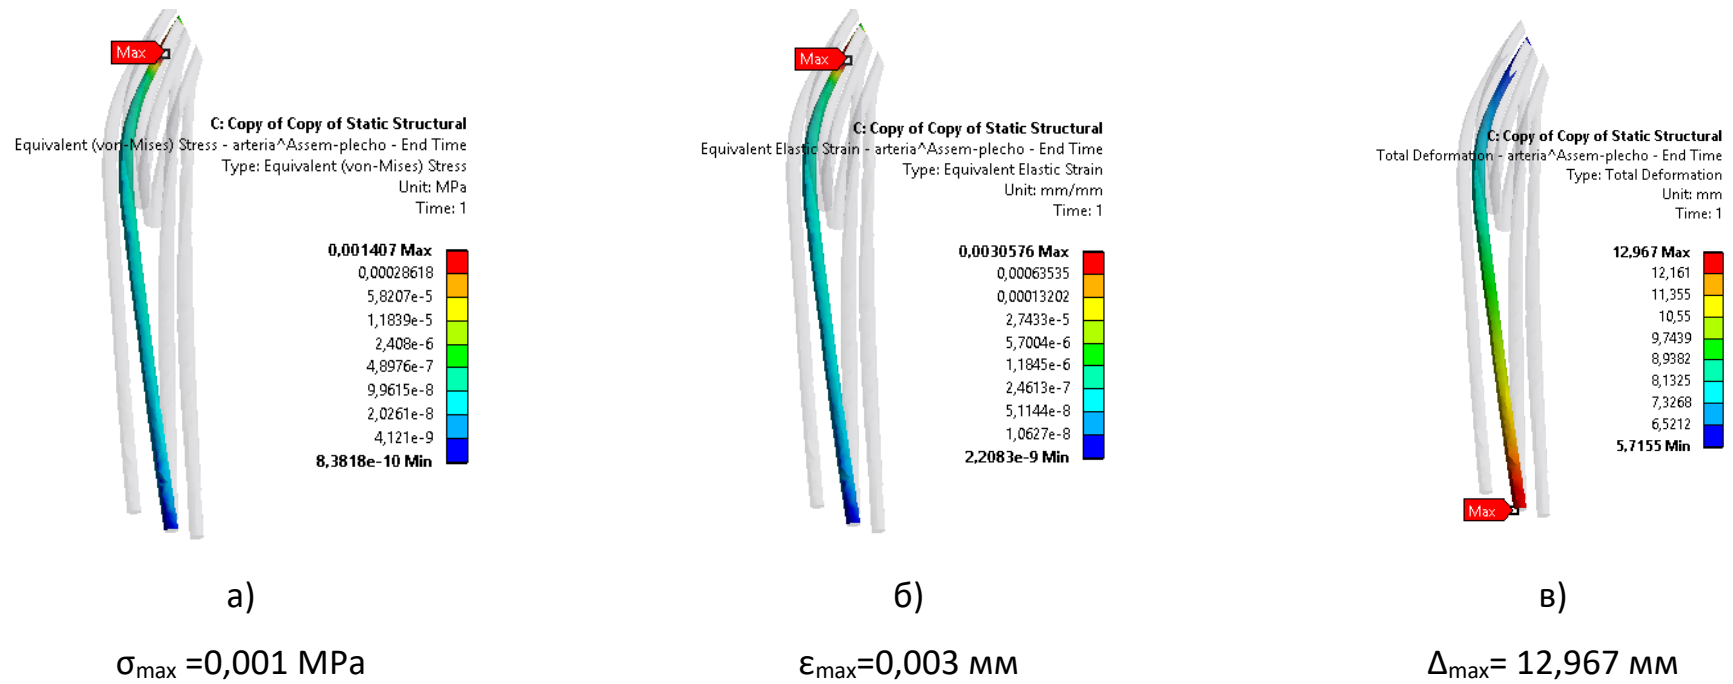 Max
C: Copy of Copy of Static Structural
Equivalent (von-Mises) Stress - arteria^Assem-plecho - End Time
Type: Equivalent (von-Mises) Stress
Unit: MPa
Time: 1
0,001407 Max
0,00028618
5,8207e-5
1,1839e-5
2,408e-6
4,8976e-7
9,9615e-8
2,0261e-8
4,121e-9
8,3818e-10 Min
а)
σmax =0,001 MPa
Max
C: Copy of Copy of Static Structural
Equivalent Elastic Strain - arteria^Assem-plecho - End Time
Type: Equivalent Elastic Strain
Unit: mm/mm
Time: 1
0,0030576 Max
0,00063535
0,00013202
2,7433e-5
5,7004e-6
1,1845e-6
2,4613e-7
5,1144e-8
1,0627e-8
2,2083e-9 Min
б)
εmax=0,003 мм
C: Copy of Copy of Static Structural
Total Deformation - arteria^Assem-plecho - End Time
Type: Total Deformation
Unit: mm
Time: 1
12,967 Max
12,161
11,355
10,55
9,7439
8,9382
8,1325
7,3268
6,5212
5,7155 Min
Max
в)
Δmax= 12,967 мм